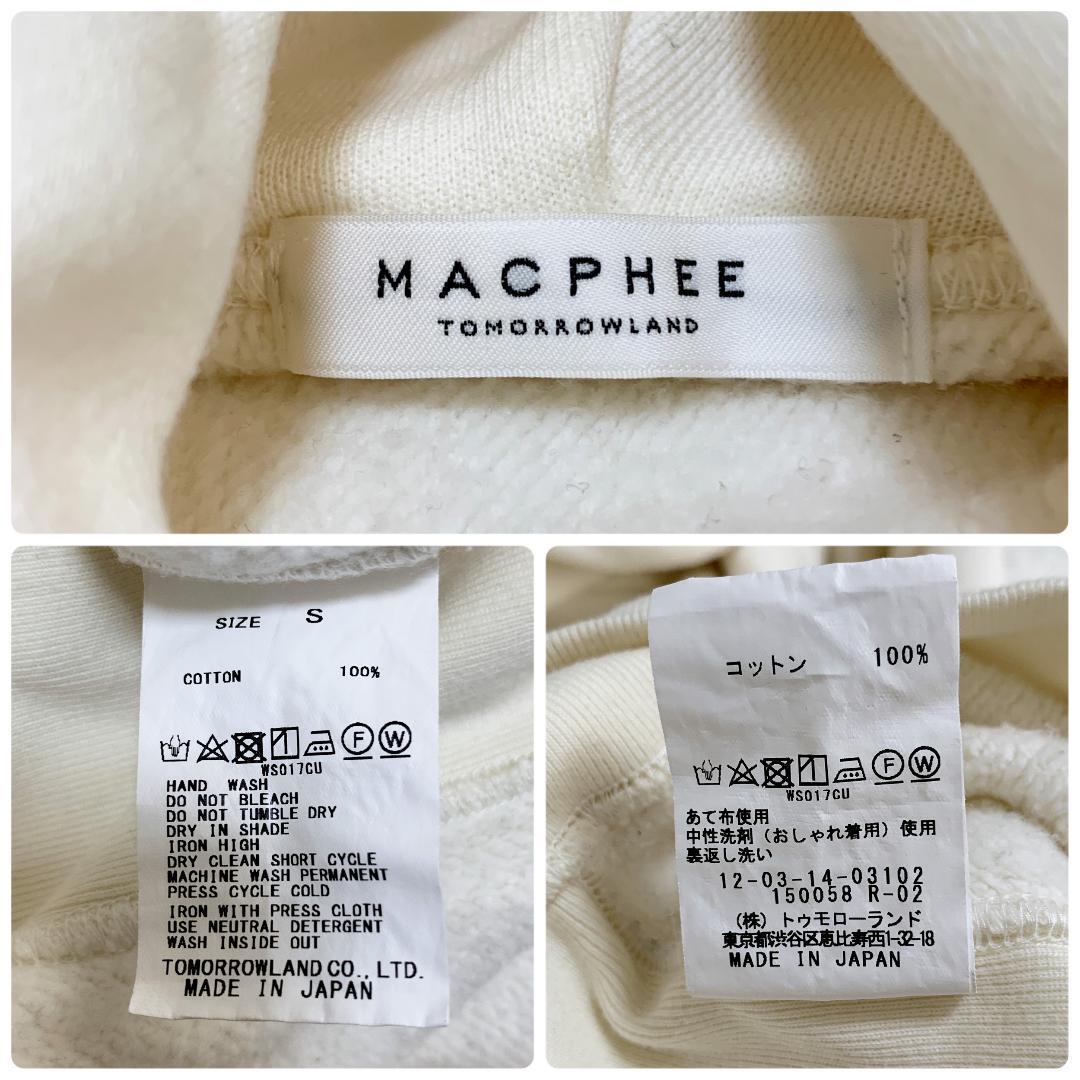 MACPHEE
TOMORROWLAND
SIZE S
COTTON 100%
F W
WS017CU
HAND WASH
DO NOT BLEACH
DO NOT TUMBLE DRY
DRY IN SHADE
IRON HIGH
DRY CLEAN SHORT CYCLE
MACHINE WASH PERMANENT
PRESS CYCLE COLD
IRON WITH PRESS CLOTH
USE NEUTRAL DETERGENT
WASH INSIDE OUT
TOMORROWLAND CO., LTD.
MADE IN JAPAN
コットン 100%
F W
WS017CU
あて布使用
中性洗剤(おしゃれ着用)使用
裏返し洗い
12-03-14-03102
150058 R-02
(株)トゥモローランド
東京都渋谷区恵比寿西1-32-18
MADE IN JAPAN